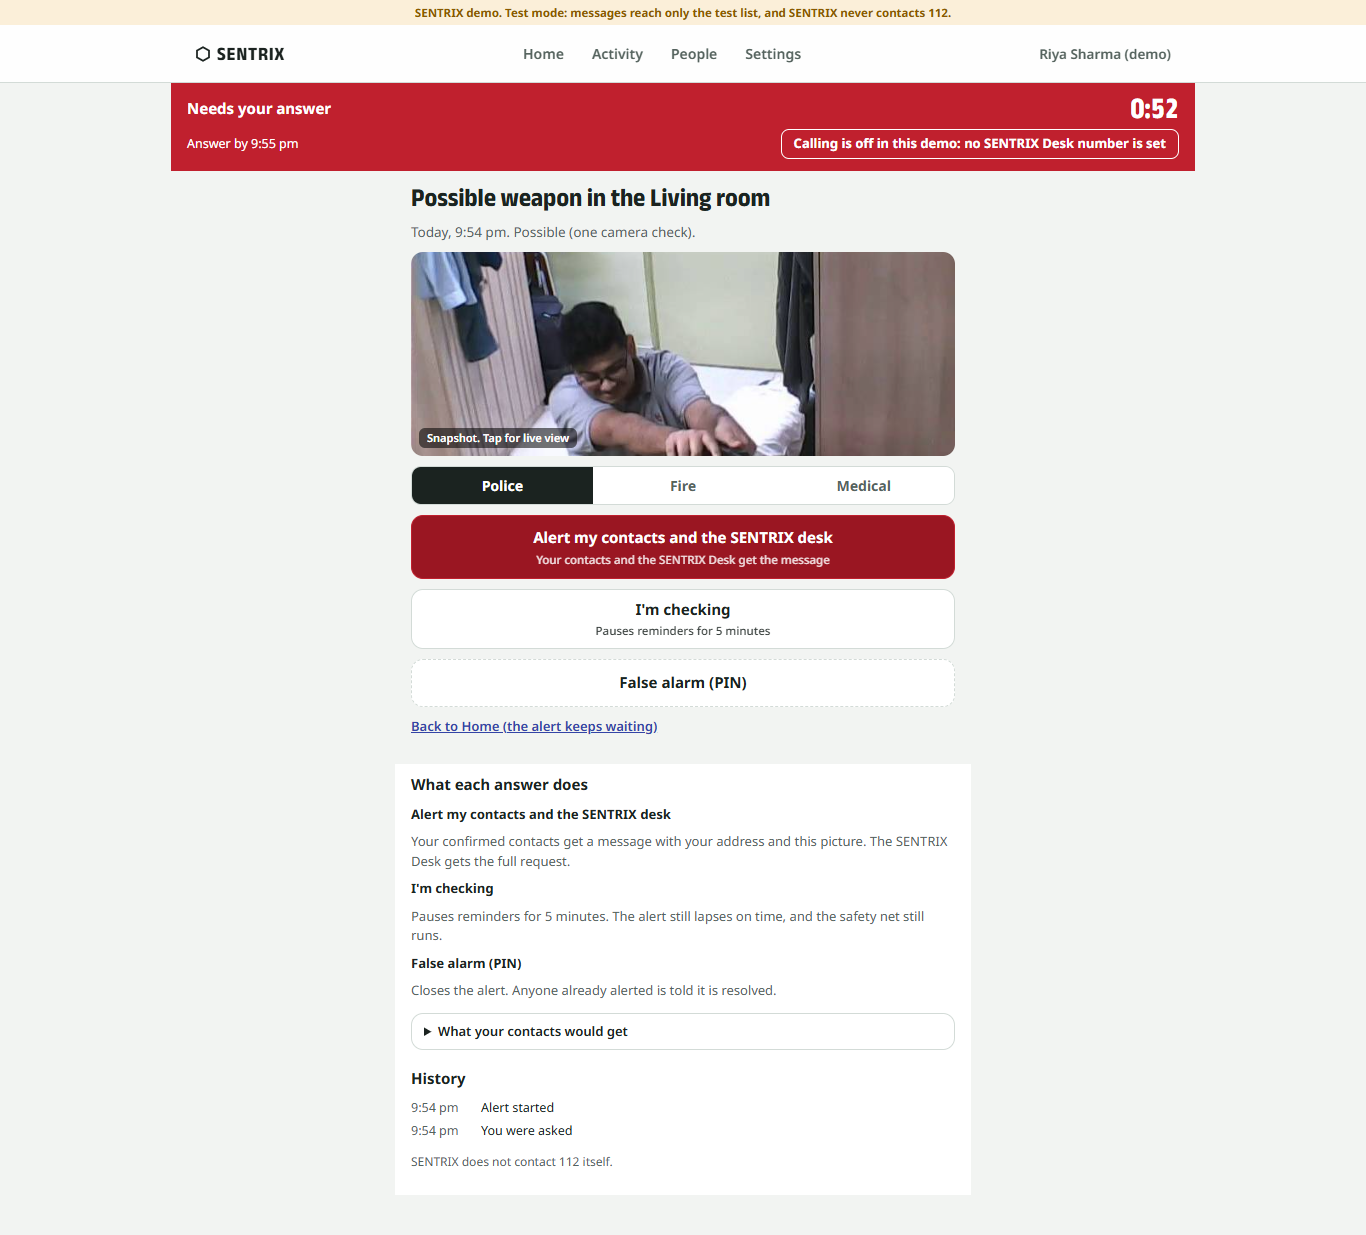 SENTRIX demo. Test mode: messages reach only the test list, and SENTRIX never contacts 112.
SENTRIX
Home
Activity
People
Settings
Riya Sharma (demo)
Needs your answer
0:52
Answer by 9:55 pm
Calling is off in this demo: no SENTRIX Desk number is set
Possible weapon in the Living room
Today, 9:54 pm. Possible (one camera check).
Snapshot. Tap for live view
Police
Fire
Medical
Alert my contacts and the SENTRIX desk
Your contacts and the SENTRIX Desk get the message
I'm checking
Pauses reminders for 5 minutes
False alarm (PIN)
Back to Home (the alert keeps waiting)
What each answer does
Alert my contacts and the SENTRIX desk
Your confirmed contacts get a message with your address and this picture. The SENTRIX
Desk gets the full request.
I'm checking
Pauses reminders for 5 minutes. The alert still lapses on time, and the safety net still
runs.
False alarm (PIN)
Closes the alert. Anyone already alerted is told it is resolved.
What your contacts would get
History
9:54 pm Alert started
9:54 pm You were asked
SENTRIX does not contact 112 itself.